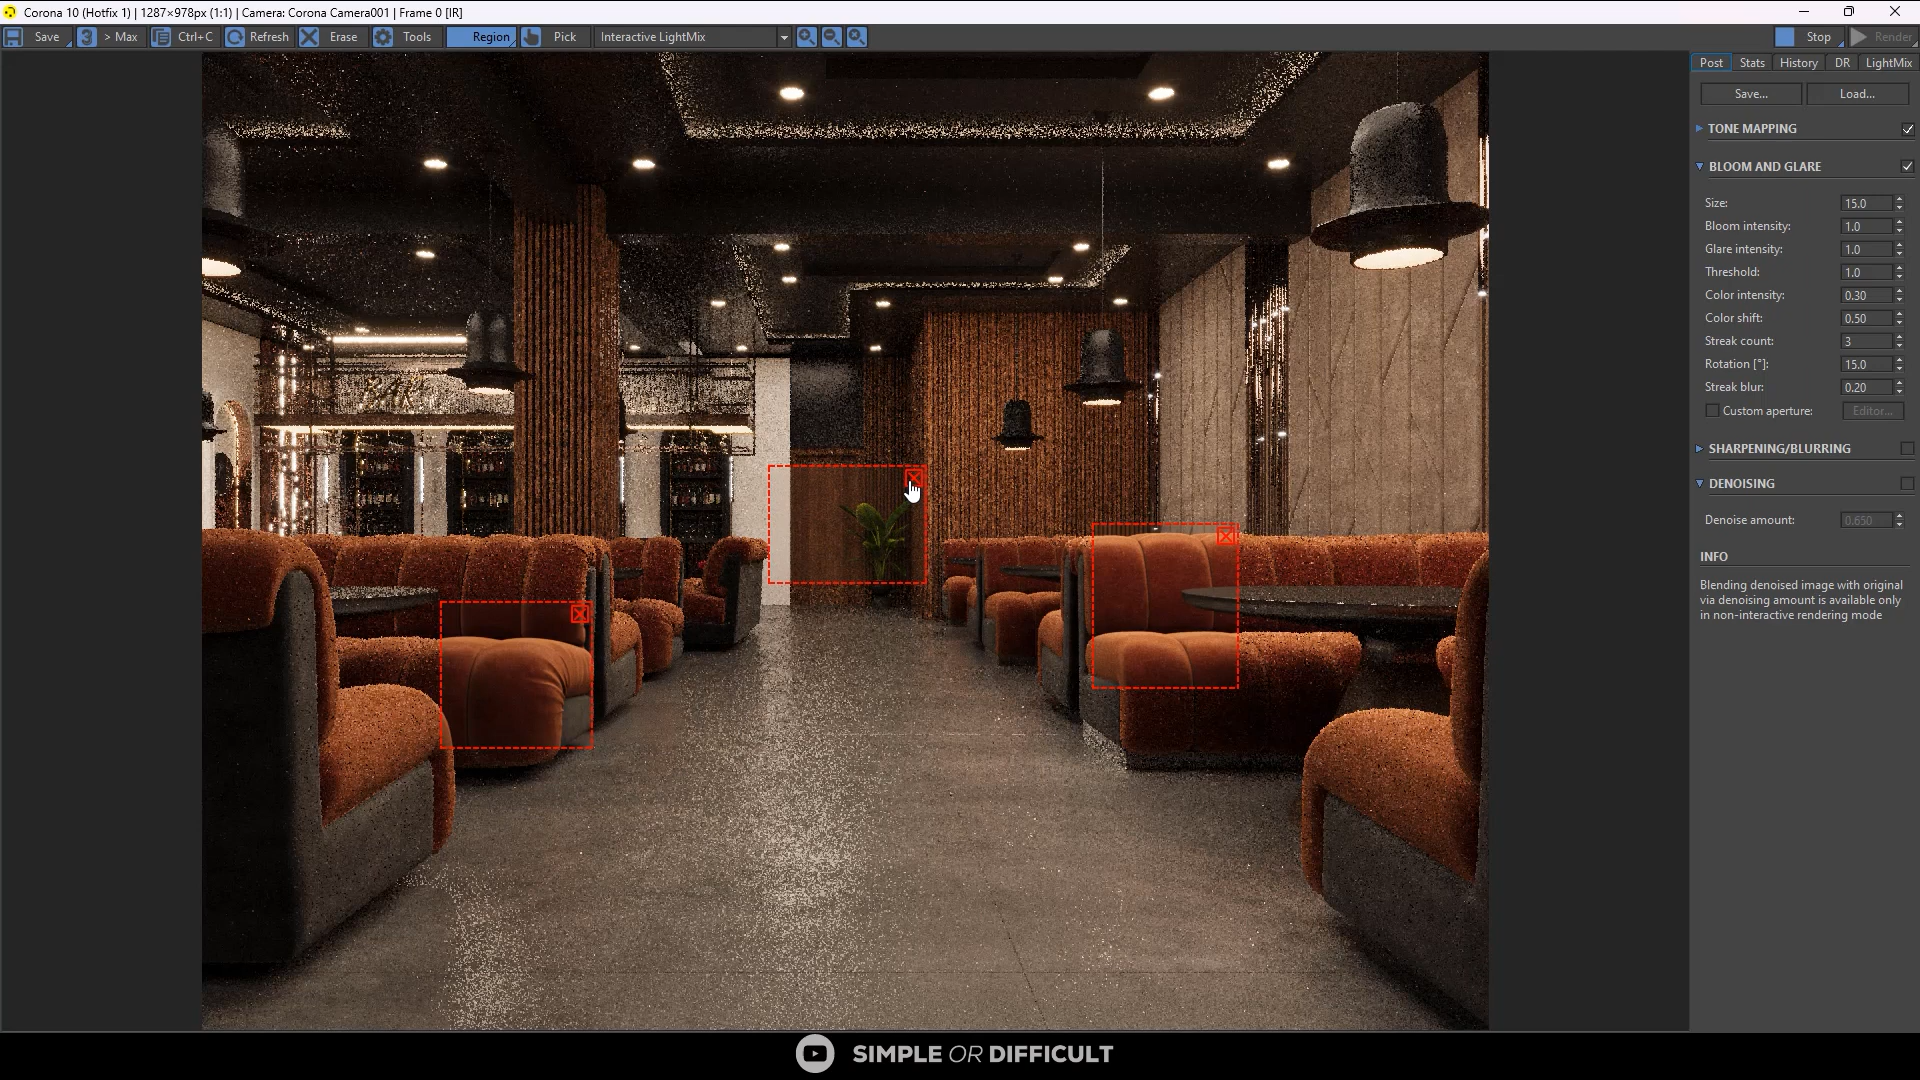 Corona 10 (Hotfix 1) | 1287×978px (1:1) | Camera: Corona Camera001 | Frame 0 [IR]
Save 3 > Max Ctrl+C Refresh Erase Tools Region Pick Interactive LightMix Stop Render
Post Stats History DR LightMix
Save... Load...
TONE MAPPING
BLOOM AND GLARE
Size: 15.0
Bloom intensity: 1.0
Glare intensity: 1.0
Threshold: 1.0
Color intensity: 0.30
Color shift: 0.50
Streak count: 3
Rotation [°]: 15.0
Streak blur: 0.20
Custom aperture: Editor...
SHARPENING/BLURRING
DENOISING
Denoise amount: 0.650
INFO
Blending denoised image with original
via denoising amount is available only
in non-interactive rendering mode
BAR
SIMPLE OR DIFFICULT